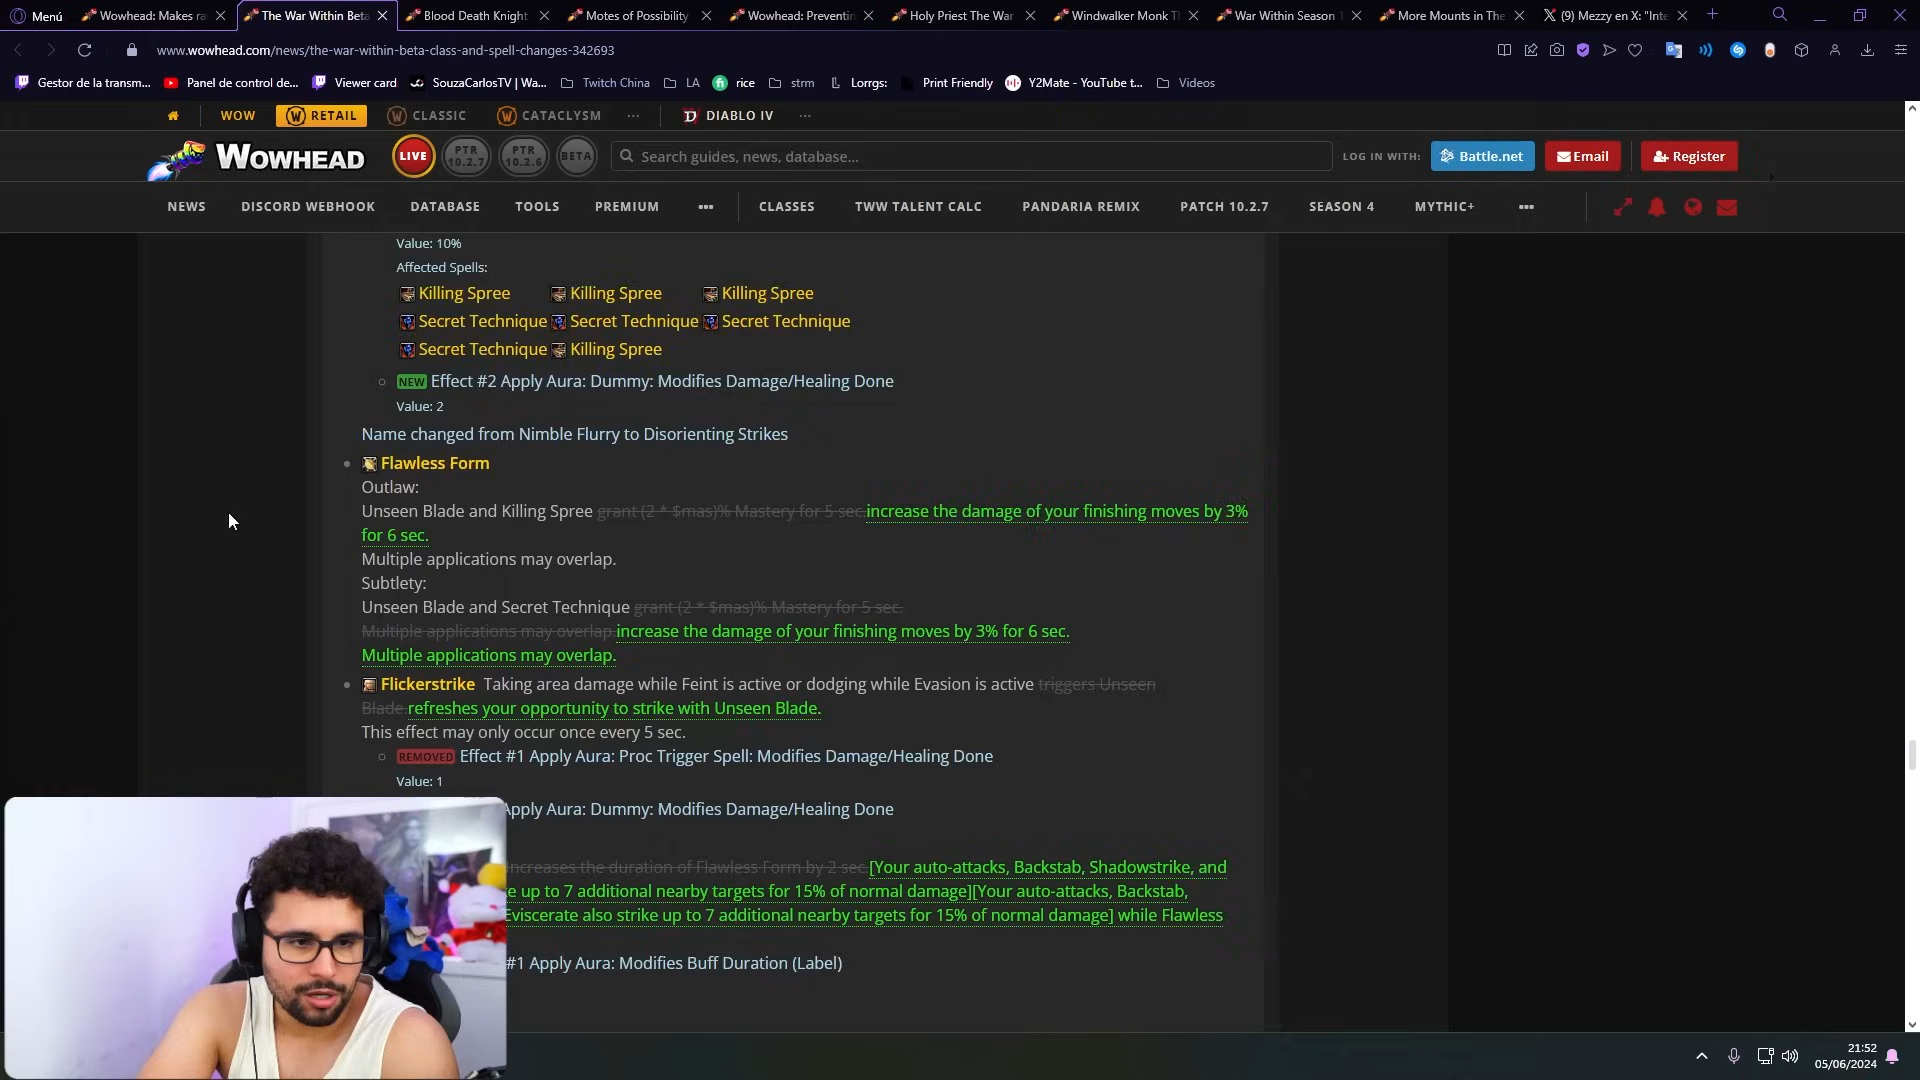 Menú
Wowhead: Makes ra
The War Within Beta
Blood Death Knight
Motes of Possibility
Wowhead: Preventin
Holy Priest The War
Windwalker Monk T
War Within Season 1
More Mounts in The
(9) Mezzy en X: "Inte
www.wowhead.com/news/the-war-within-beta-class-and-spell-changes-342693
Gestor de la transm...
Panel de control de...
Viewer card
SouzaCarlosTV | Wa...
Twitch China
LA
rice
strm
Lorrgs:
Print Friendly
Y2Mate - YouTube t...
Videos
WOW
RETAIL
CLASSIC
CATACLYSM
...
DIABLO IV
...
WOWHEAD
LIVE
PTR 10.2.7
PTR 10.2.6
BETA
Search guides, news, database...
LOG IN WITH:
Battle.net
Email
Register
NEWS
DISCORD WEBHOOK
DATABASE
TOOLS
PREMIUM
...
CLASSES
TWW TALENT CALC
PANDARIA REMIX
PATCH 10.2.7
SEASON 4
MYTHIC+
...
Value: 10%
Affected Spells:
Killing Spree Killing Spree Killing Spree
Secret Technique Secret Technique Secret Technique
Secret Technique Killing Spree
NEW Effect #2 Apply Aura: Dummy: Modifies Damage/Healing Done
Value: 2
Name changed from Nimble Flurry to Disorienting Strikes
Flawless Form
Outlaw:
Unseen Blade and Killing Spree grant (2 * $mas)% Mastery for 5 sec.increase the damage of your finishing moves by 3%
for 6 sec.
Multiple applications may overlap.
Subtlety:
Unseen Blade and Secret Technique grant (2 * $mas)% Mastery for 5 sec.
Multiple applications may overlap.increase the damage of your finishing moves by 3% for 6 sec.
Multiple applications may overlap.
Flickerstrike Taking area damage while Feint is active or dodging while Evasion is active triggers Unseen
Blade.refreshes your opportunity to strike with Unseen Blade.
This effect may only occur once every 5 sec.
REMOVED Effect #1 Apply Aura: Proc Trigger Spell: Modifies Damage/Healing Done
Value: 1
Apply Aura: Dummy: Modifies Damage/Healing Done
Increases the duration of Flawless Form by 2 sec.[Your auto-attacks, Backstab, Shadowstrike, and
e up to 7 additional nearby targets for 15% of normal damage][Your auto-attacks, Backstab,
Eviscerate also strike up to 7 additional nearby targets for 15% of normal damage] while Flawless
#1 Apply Aura: Modifies Buff Duration (Label)
21:52
05/06/2024